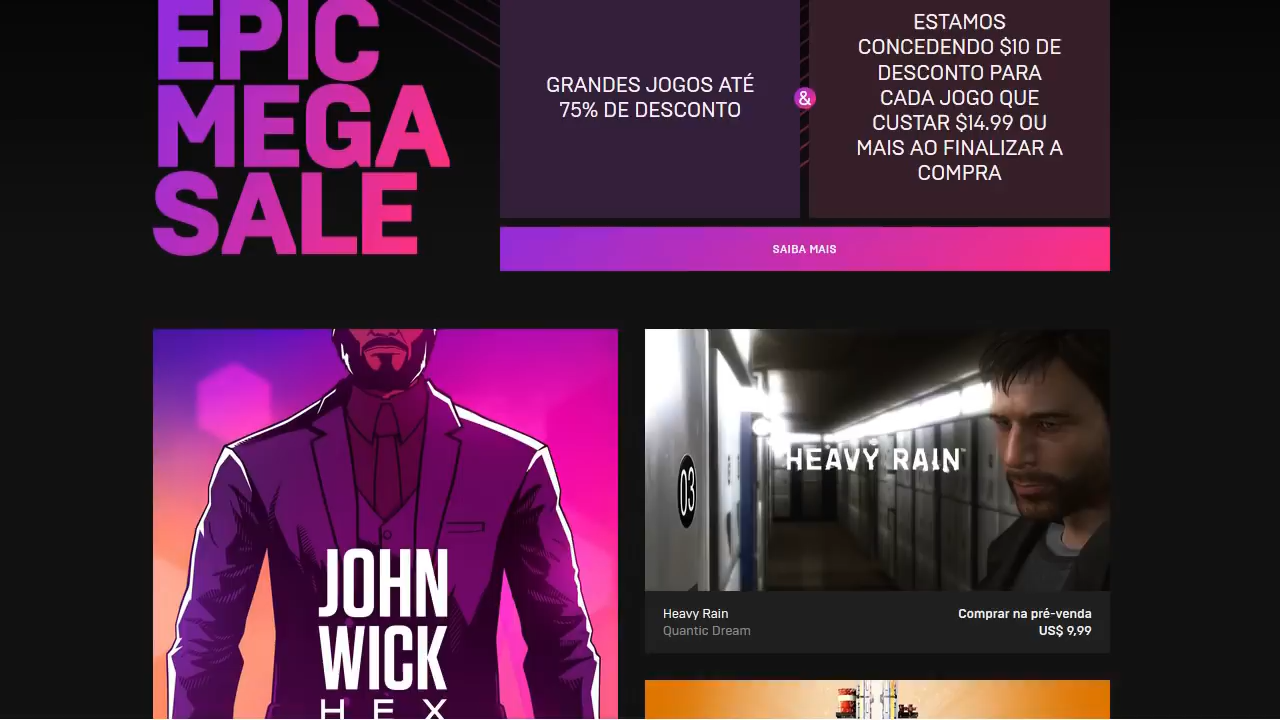 EPIC
MEGA
SALE
GRANDES JOGOS ATÉ
75% DE DESCONTO
&
ESTAMOS
CONCEDENDO $10 DE
DESCONTO PARA
CADA JOGO QUE
CUSTAR $14.99 OU
MAIS AO FINALIZAR A
COMPRA
SAIBA MAIS
JOHN
WICK
HEX
03
HEAVY RAIN™
Heavy Rain
Quantic Dream
Comprar na pré-venda
US$ 9,99